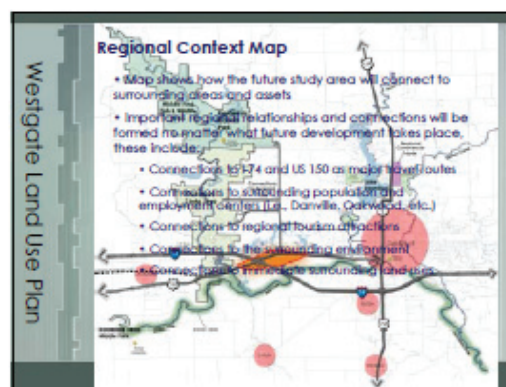 Westgate Land Use Plan
Regional Context Map
• Map shows how the future study area will connect to
surrounding areas and assets
• Important regional relationships and connections will be
formed no matter what future development takes place,
these include:
• Connections to I-74 and US 150 as major travel routes
• Connections to surrounding population and
employment centers (i.e., Danville, Oakwood, etc.)
• Connections to regional tourism attractions
• Connections to the surrounding environment
• Connections to immediate surrounding land uses